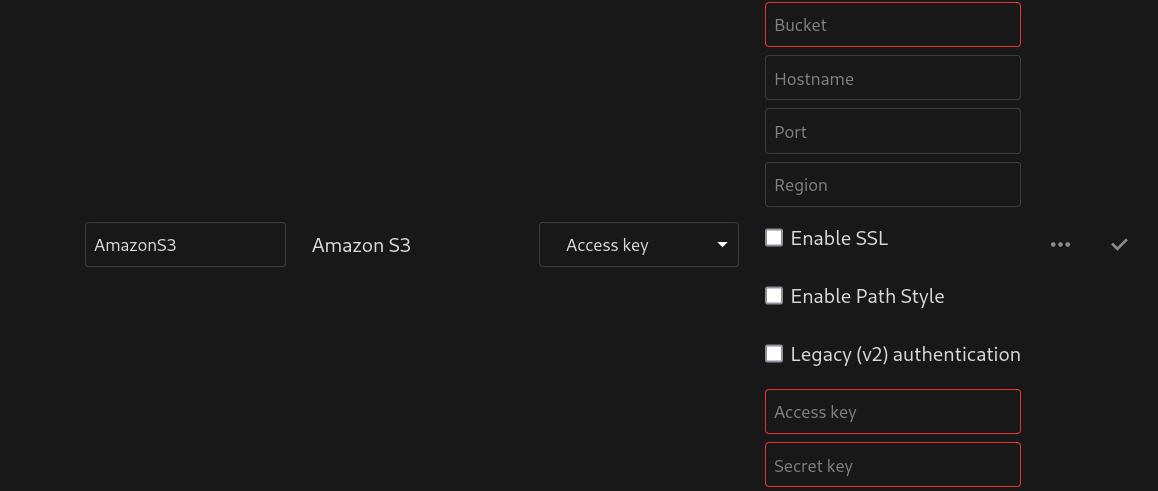 Bucket
Hostname
Port
Region
AmazonS3
Amazon S3
Access key
Enable SSL
Enable Path Style
Legacy (v2) authentication
Access key
Secret key